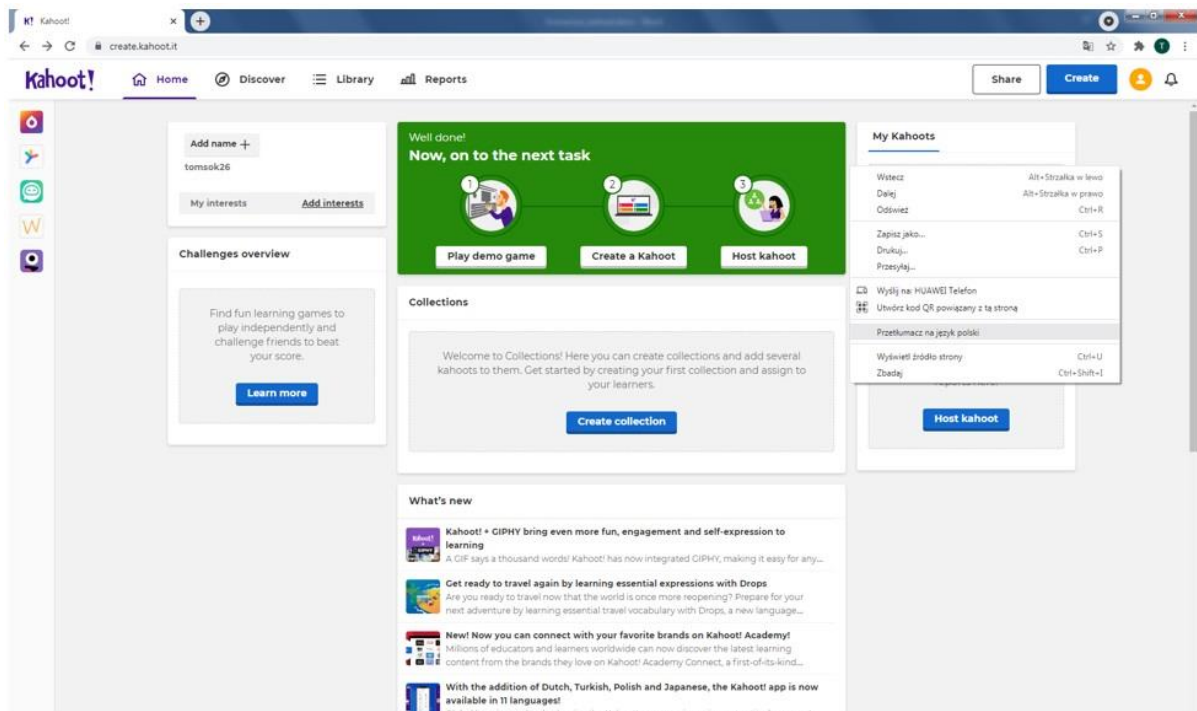 Kahoot!
create.kahoot.it
T
Kahoot!
Home
Discover
Library
Reports
Share
Create
Add name +
tomsok26
My interests
Add interests
Challenges overview
Find fun learning games to
play independently and
challenge friends to beat
your score.
Learn more
Well done!
Now, on to the next task
1
2
3
Play demo game
Create a Kahoot
Host kahoot
Collections
Welcome to Collections! Here you can create collections and add several
kahoots to them. Get started by creating your first collection and assign to
your learners.
Create collection
What's new
Kahoot! + GIPHY bring even more fun, engagement and self-expression to
learning
A GIF says a thousand words! Kahoot! has now integrated GIPHY, making it easy for any...
Get ready to travel again by learning essential expressions with Drops
Are you ready to travel now that the world is once more reopening? Prepare for your
next adventure by learning essential travel vocabulary with Drops, a new language...
New! Now you can connect with your favorite brands on Kahoot! Academy!
Millions of educators and learners worldwide can now discover the latest learning
content from the brands they love on Kahoot! Academy Connect, a first-of-its-kind...
With the addition of Dutch, Turkish, Polish and Japanese, the Kahoot! app is now
available in 11 languages!
My Kahoots
Wstecz Alt+Strzałka w lewo
Dalej Alt+Strzałka w prawo
Odśwież Ctrl+R
Zapisz jako... Ctrl+S
Drukuj... Ctrl+P
Przesyłaj...
Wyślij na: HUAWEI Telefon
Utwórz kod QR powiązany z tą stroną
Przetłumacz na język polski
Wyświetl źródło strony Ctrl+U
Zbadaj Ctrl+Shift+I
Host kahoot